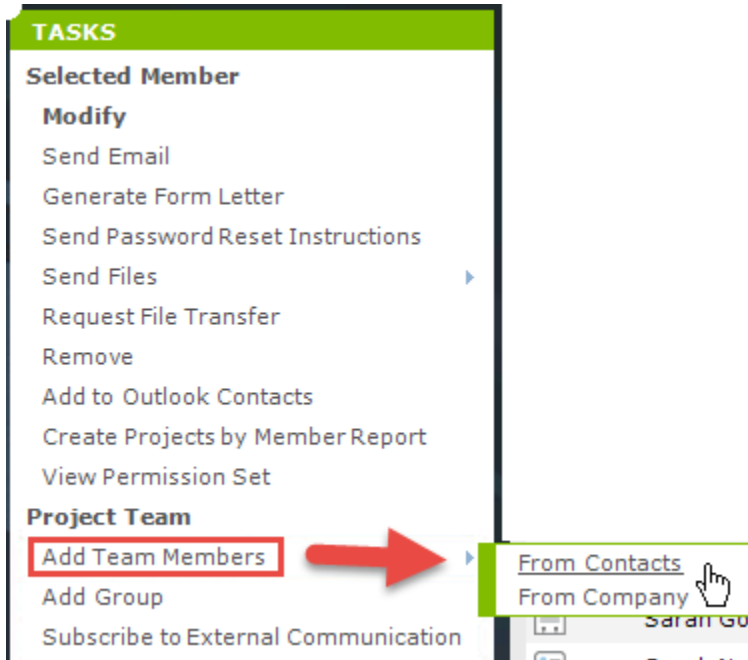 TASKS
Selected Member
Modify
Send Email
Generate Form Letter
Send Password Reset Instructions
Send Files
Request File Transfer
Remove
Add to Outlook Contacts
Create Projects by Member Report
View Permission Set
Project Team
Add Team Members
From Contacts
Add Group
From Company
Sarah Go
Subscribe to External Communication